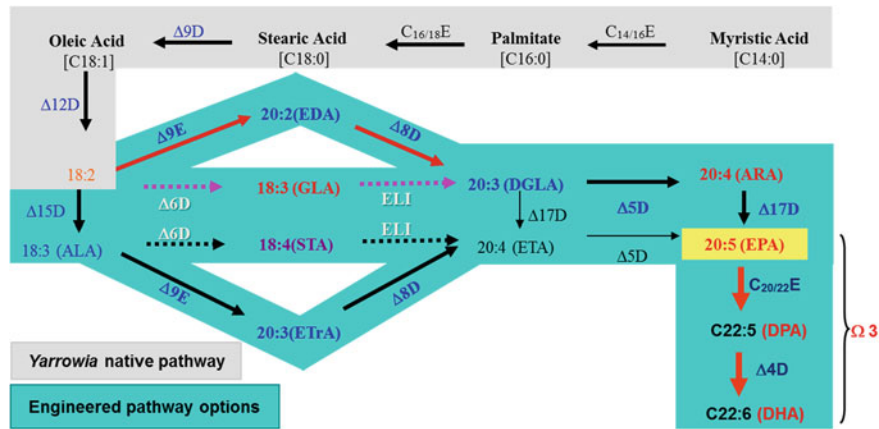 Oleic Acid
[C18:1]
Δ9D
Stearic Acid
[C18:0]
C16/18E
Palmitate
[C16:0]
C14/16E
Myristic Acid
[C14:0]
Δ12D
18:2
Δ9E
20:2(EDA)
Δ8D
Δ6D
18:3 (GLA)
ELI
20:3 (DGLA)
Δ5D
20:4 (ARA)
Δ15D
Δ17D
Δ17D
18:3 (ALA)
Δ6D
18:4(STA)
ELI
20:4 (ETA)
Δ5D
20:5 (EPA)
Δ9E
20:3(ETrA)
Δ8D
C20/22E
C22:5 (DPA)
Δ4D
C22:6 (DHA)
Ω 3
Yarrowia native pathway
Engineered pathway options